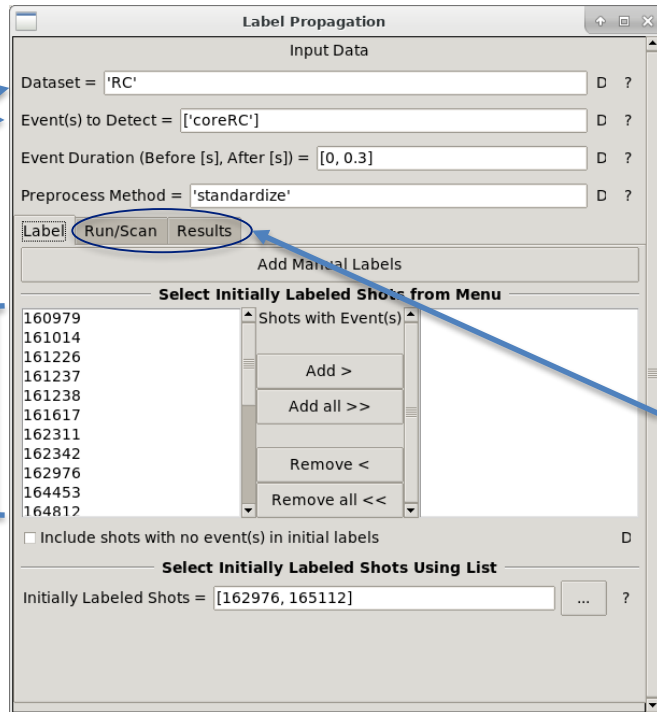 Label Propagation
Input Data
Dataset = 'RC' D ?
Event(s) to Detect = ['coreRC'] D ?
Event Duration (Before [s], After [s]) = [0, 0.3] D ?
Preprocess Method = 'standardize' D ?
Label Run/Scan Results
Add Manual Labels
Select Initially Labeled Shots from Menu
160979
161014
161226
161237
161238
161617
162311
162342
162976
164453
164812
Shots with Event(s)
Add >
Add all >>
Remove <
Remove all <<
Include shots with no event(s) in initial labels D
Select Initially Labeled Shots Using List
Initially Labeled Shots = [162976, 165112] ... ?